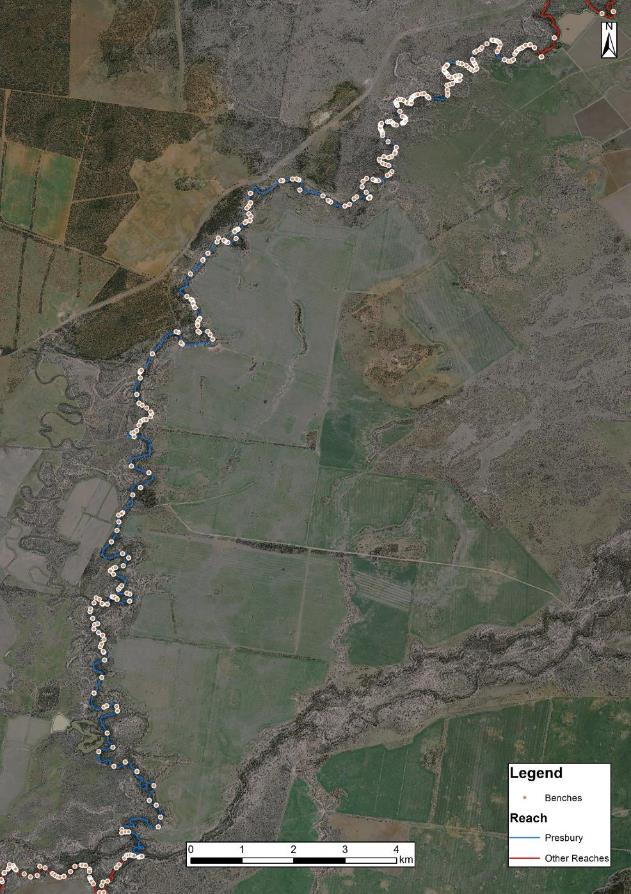 N
Legend
Benches
Reach
Presbury
Other Reaches
0 1 2 3 4
km